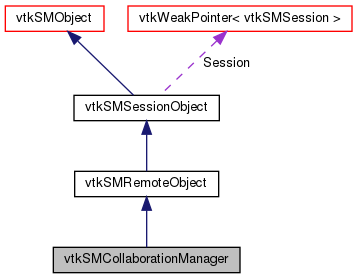 vtkSMObject
vtkWeakPointer< vtkSMSession >
Session
vtkSMSessionObject
vtkSMRemoteObject
vtkSMCollaborationManager